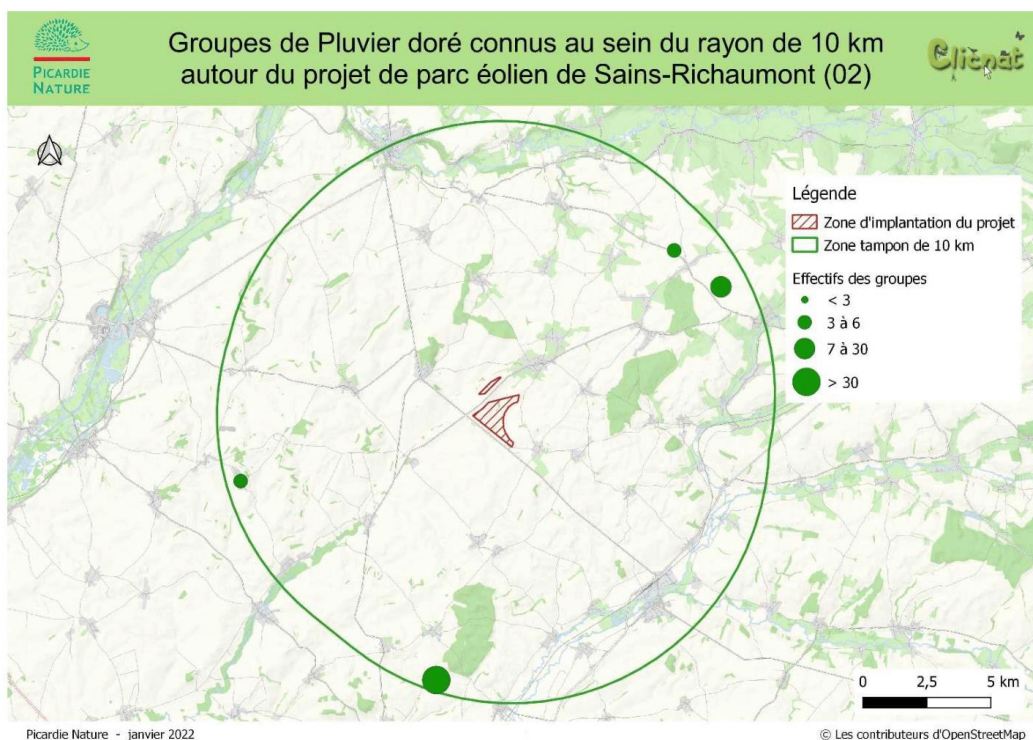 PICARDIE
NATURE
Groupes de Pluvier doré connus au sein du rayon de 10 km
autour du projet de parc éolien de Sains-Richaumont (02)
Clicnat
Légende
Zone d'implantation du projet
Zone tampon de 10 km
Effectifs des groupes
< 3
3 à 6
7 à 30
> 30
0 2,5 5 km
Picardie Nature - janvier 2022
© Les contributeurs d'OpenStreetMap